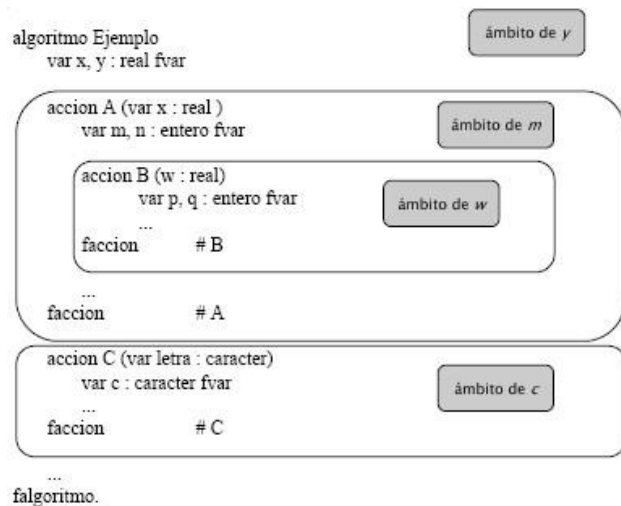 ámbito de y
algoritmo Ejemplo
var x, y : real fvar
accion A (var x : real )
ámbito de m
var m, n : entero fvar
accion B (w : real)
var p, q : entero fvar
ámbito de w
...
faccion # B
...
faccion # A
accion C (var letra : caracter)
var c : caracter fvar
ámbito de c
...
faccion # C
...
falgoritmo.